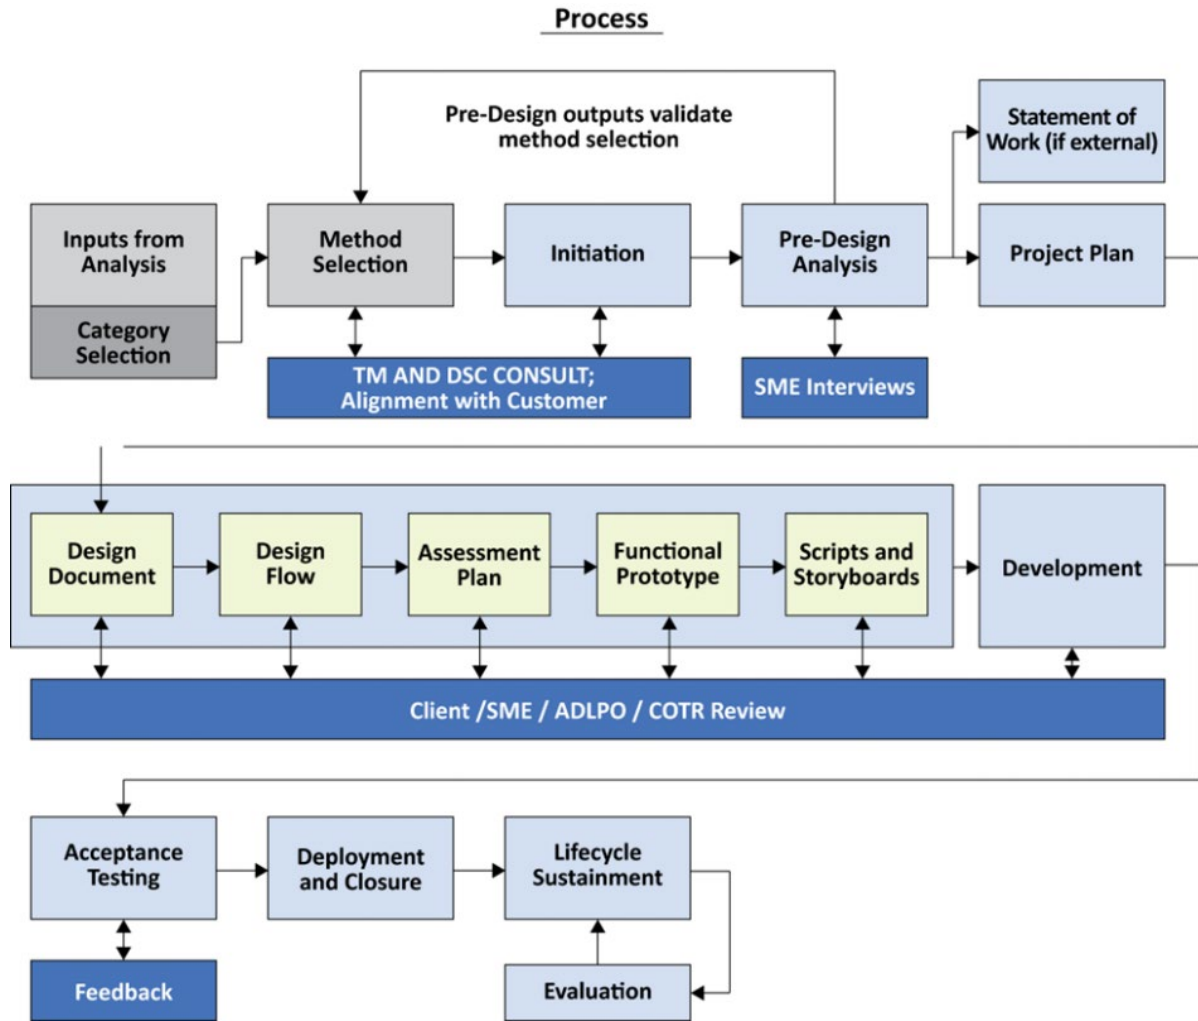 Process
Pre-Design outputs validate
method selection
Statement of
Work (if external)
Inputs from
Analysis
Category
Selection
Method
Selection
Initiation
Pre-Design
Analysis
Project Plan
TM AND DSC CONSULT;
Alignment with Customer
SME Interviews
Design
Document
Design
Flow
Assessment
Plan
Functional
Prototype
Scripts and
Storyboards
Development
Client /SME / ADLPO / COTR Review
Acceptance
Testing
Deployment
and Closure
Lifecycle
Sustainment
Feedback
Evaluation